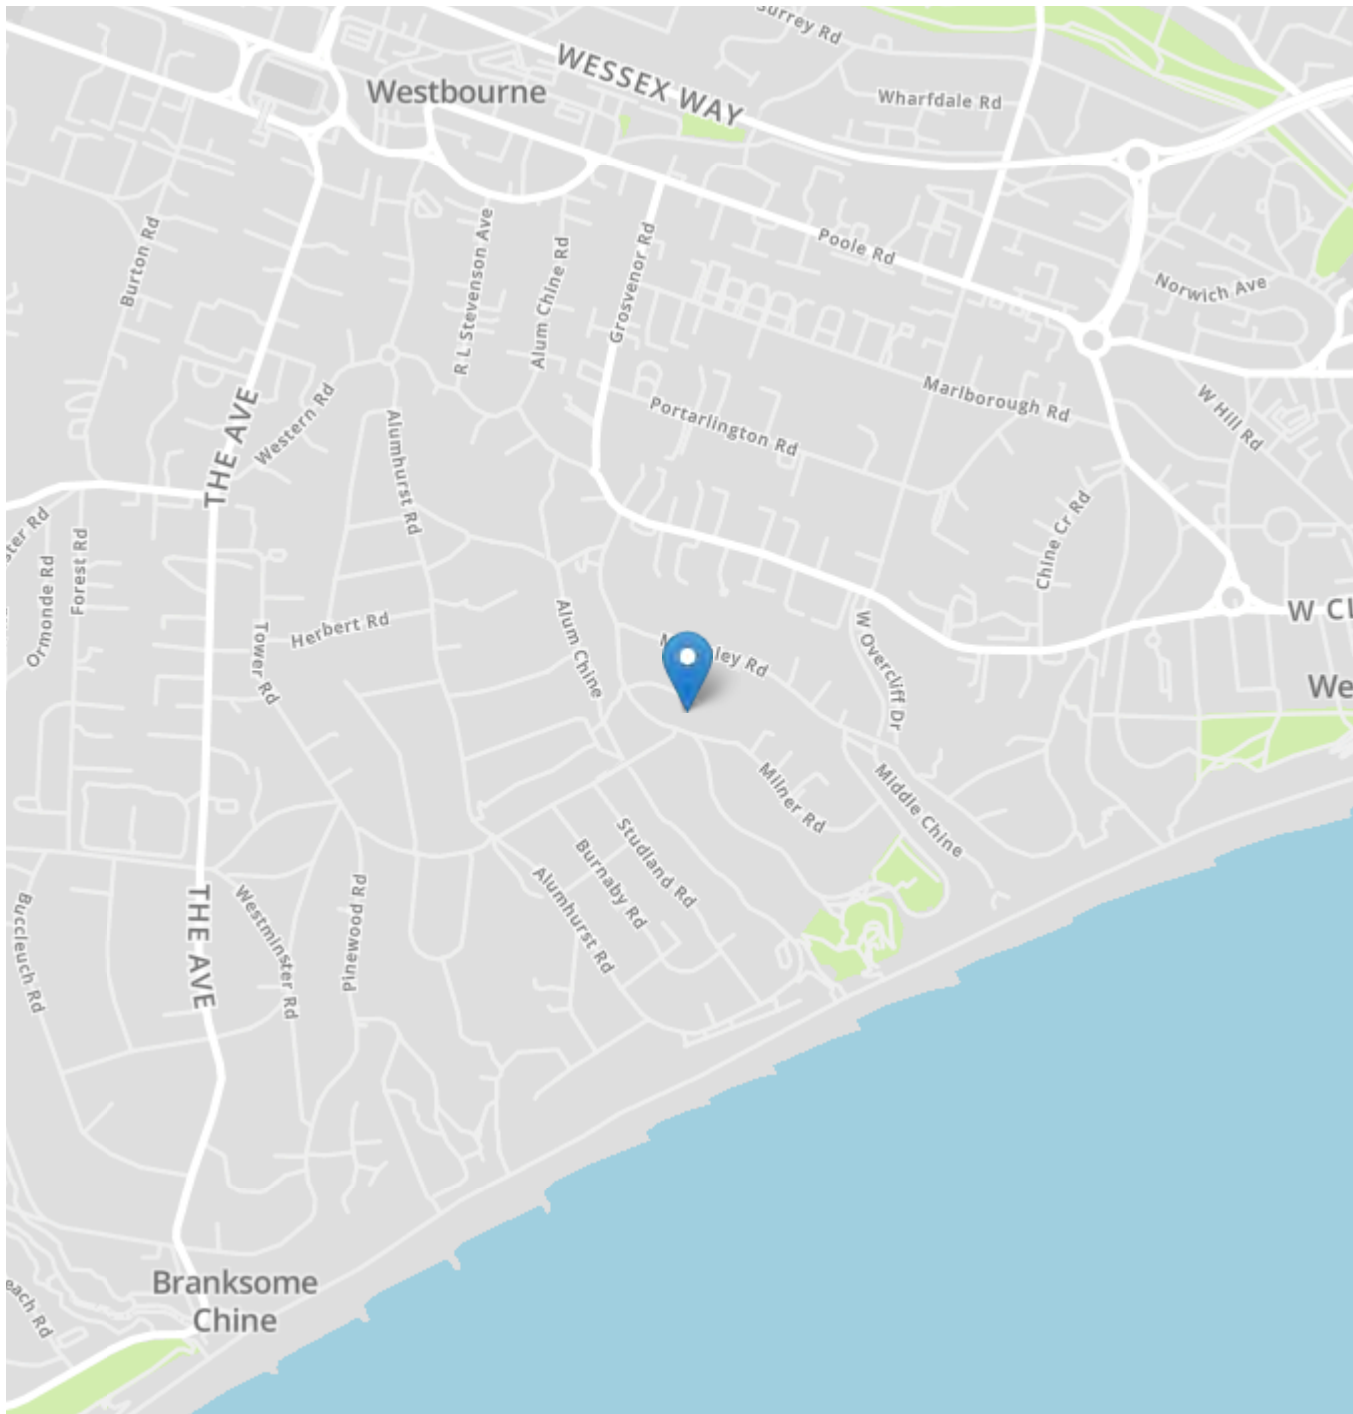 Surrey Rd
WESSEX WAY
Westbourne
Wharfdale Rd
Burton Rd
R L Stevenson Ave
Alum Chine Rd
Grosvenor Rd
Poole Rd
Norwich Ave
THE AVE
Western Rd
Alumhurst Rd
Portarlington Rd
Marlborough Rd
W Hill Rd
ster Rd
Ormonde Rd
Forest Rd
Chine Cr Rd
Herbert Rd
Tower Rd
Alum Chine
ley Rd
W Overcliff Dr
W Cl
We
Milner Rd
Middle Chine
Studland Rd
Burnaby Rd
Alumhurst Rd
Buccleuch Rd
THE AVE
Westminster Rd
Pinewood Rd
Branksome
Chine
each Rd